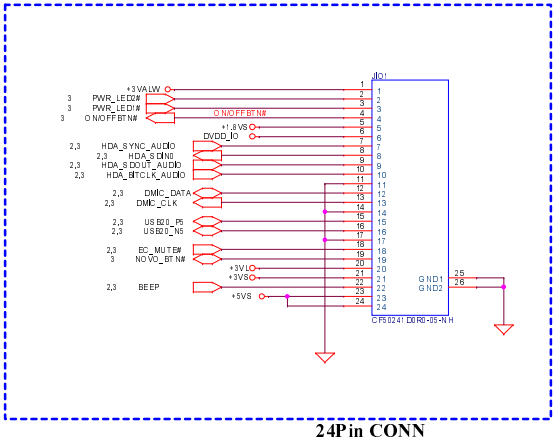 JIO1
+3VALW 1 1
3 PWR_LED2# 2 2
3 PWR_LED1# 3 3
3 ON/OFFBTN# ON/OFFBTN# 4 4
+1.8VS 5 5
DVDD_IO 6 6
2,3 HDA_SYNC_AUDIO 7 7
2,3 HDA_SDIN0 8 8
2,3 HDA_SDOUT_AUDIO 9 9
2,3 HDA_BITCLK_AUDIO 10 10
11 11
2,3 DMIC_DATA 12 12
2,3 DMIC_CLK 13 13
14 14
2,3 USB20_P5 15 15
2,3 USB20_N5 16 16
17 17
2,3 EC_MUTE# 18 18
3 NOVO_BTN# 19 19
+3VL 20 20
+3VS 21 21 GND1 25
2,3 BEEP 22 22 GND2 26
+5VS 23 23
24 24
CF50241D0R0-05-NH
24Pin CONN